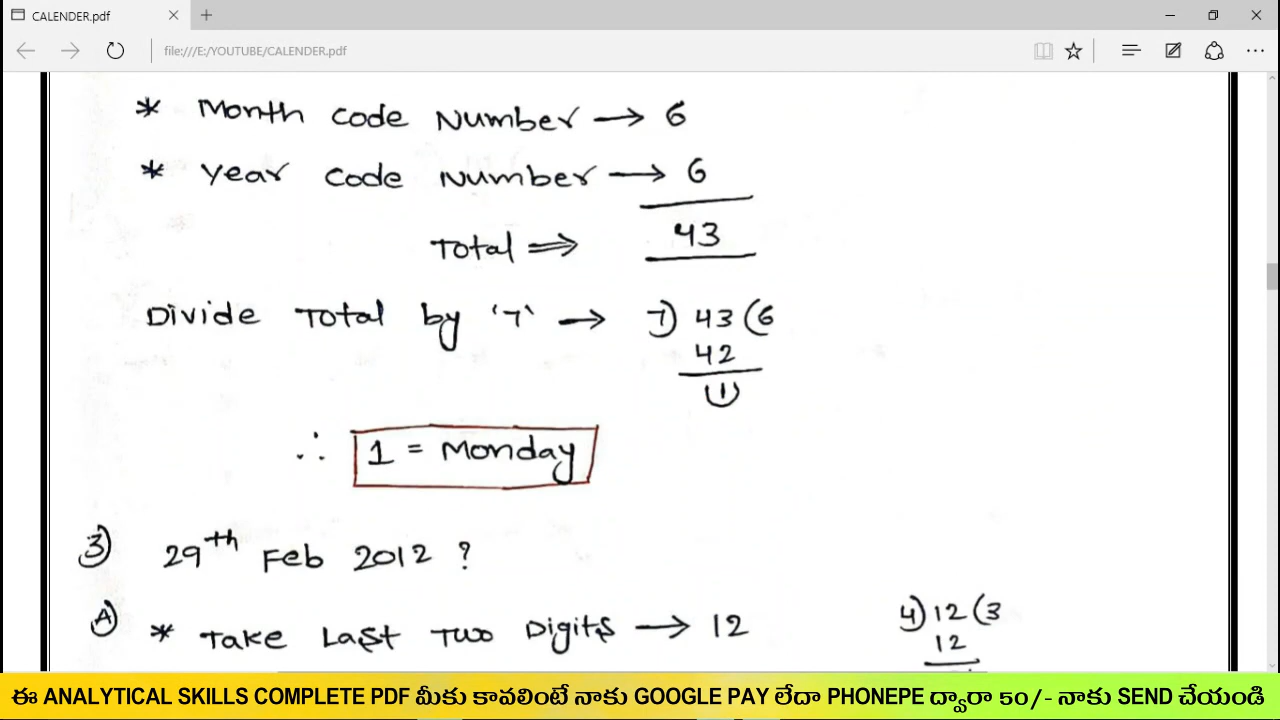 CALENDER.pdf
file:///E:/YOUTUBE/CALENDER.pdf
* Month Code Number → 6
* Year Code Number → 6
Total ⇒ 43
Divide Total by '7' → 7) 43 (6
42
1
∴ 1 = Monday
3) 29th Feb 2012 ?
A) * Take Last Two Digits → 12
4) 12 (3
12
ఈ ANALYTICAL SKILLS COMPLETE PDF మీకు కావలింటే నాకు GOOGLE PAY లేదా PHONEPE ద్వారా 50/- నాకు SEND చేయండి